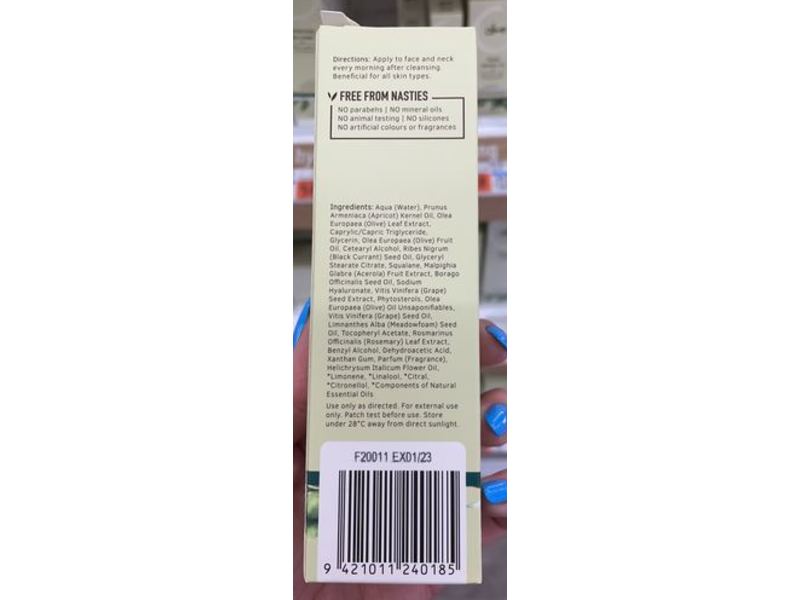 Directions: Apply to face and neck
every morning after cleansing.
Beneficial for all skin types.
FREE FROM NASTIES
NO parabens | NO mineral oils
NO animal testing | NO silicones
NO artificial colours or fragrances
Ingredients: Aqua (Water), Prunus
Armeniaca (Apricot) Kernel Oil, Olea
Europaea (Olive) Leaf Extract,
Caprylic/Capric Triglyceride,
Glycerin, Olea Europaea (Olive) Fruit
Oil, Cetearyl Alcohol, Ribes Nigrum
(Black Currant) Seed Oil, Glyceryl
Stearate Citrate, Squalane, Malpighia
Glabra (Acerola) Fruit Extract, Borago
Officinalis Seed Oil, Sodium
Hyaluronate, Vitis Vinifera (Grape)
Seed Extract, Phytosterols, Olea
Europaea (Olive) Oil Unsaponifiables,
Vitis Vinifera (Grape) Seed Oil,
Limnanthes Alba (Meadowfoam) Seed
Oil, Tocopheryl Acetate, Rosmarinus
Officinalis (Rosemary) Leaf Extract,
Benzyl Alcohol, Dehydroacetic Acid,
Xanthan Gum, Parfum (Fragrance),
Helichrysum Italicum Flower Oil,
*Limonene, *Linalool, *Citral,
*Citronellol, *Components of Natural
Essential Oils
Use only as directed. For external use
only. Patch test before use. Store
under 28°C away from direct sunlight.
F20011 EX01/23
9 421011 240185